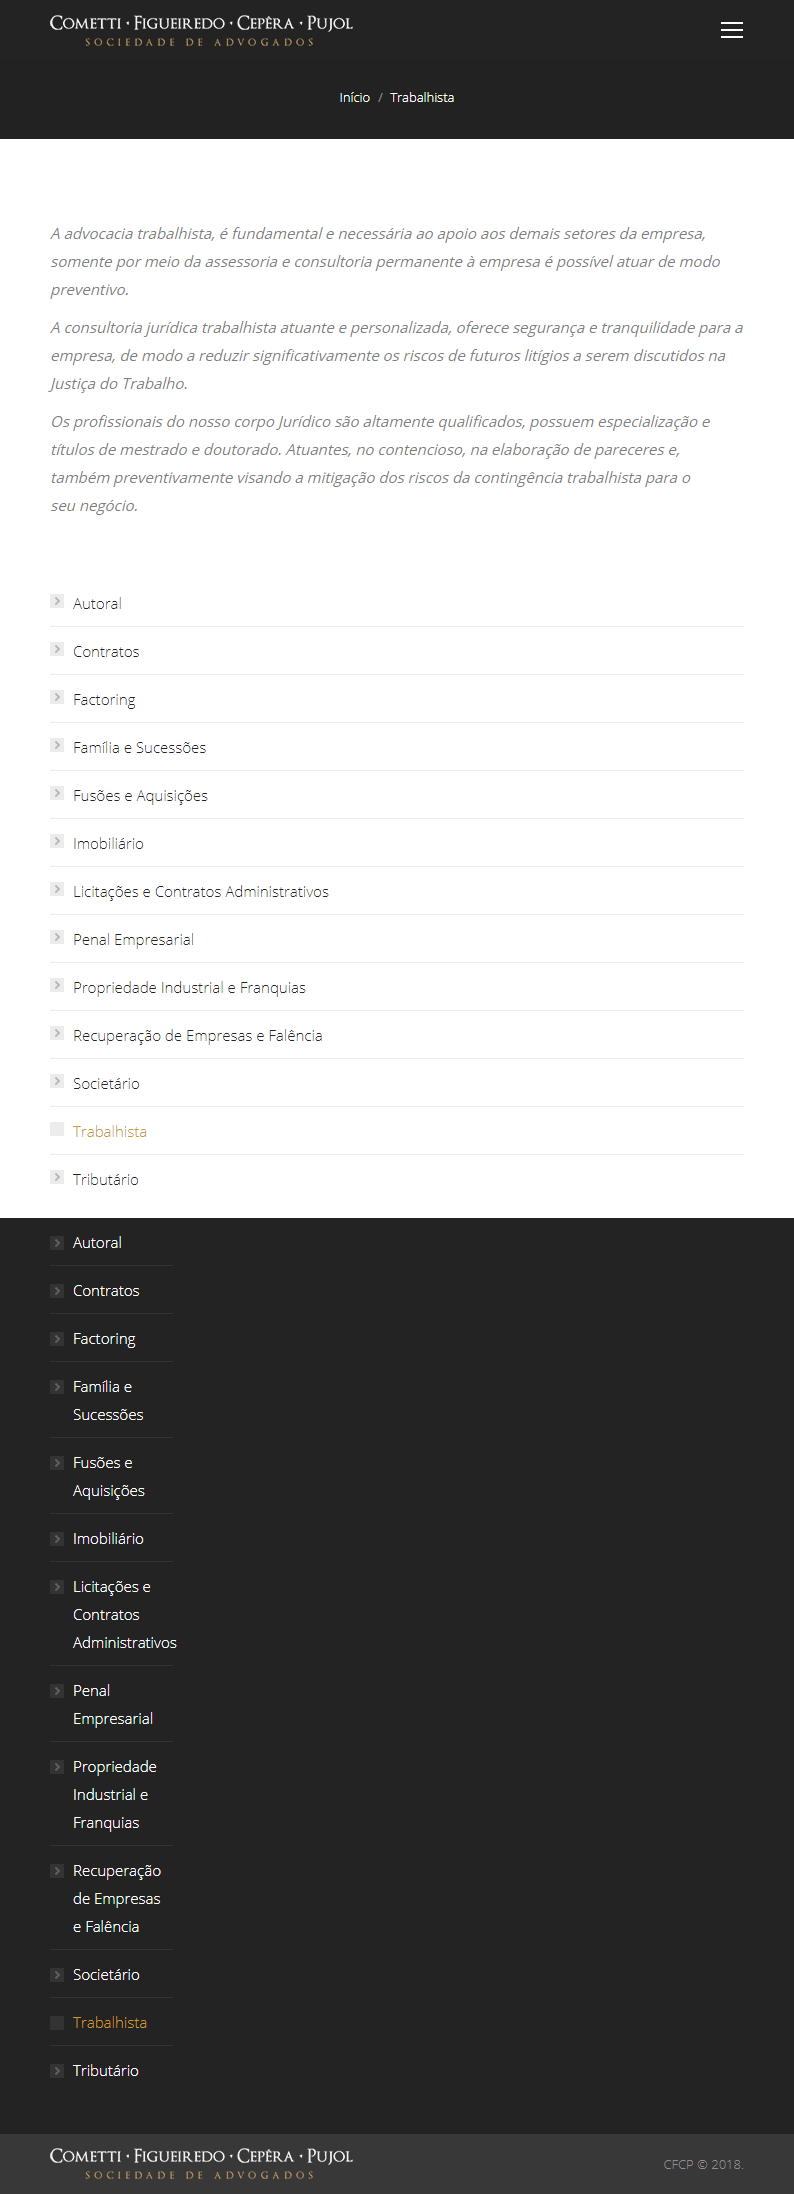 Cometti · Figueiredo · Cepêra · Pujol
SOCIEDADE DE ADVOGADOS
Início / Trabalhista
A advocacia trabalhista, é fundamental e necessária ao apoio aos demais setores da empresa,
somente por meio da assessoria e consultoria permanente à empresa é possível atuar de modo
preventivo.
A consultoria jurídica trabalhista atuante e personalizada, oferece segurança e tranquilidade para a
empresa, de modo a reduzir significativamente os riscos de futuros litígios a serem discutidos na
Justiça do Trabalho.
Os profissionais do nosso corpo Jurídico são altamente qualificados, possuem especialização e
títulos de mestrado e doutorado. Atuantes, no contencioso, na elaboração de pareceres e,
também preventivamente visando a mitigação dos riscos da contingência trabalhista para o
seu negócio.
Autoral
Contratos
Factoring
Família e Sucessões
Fusões e Aquisições
Imobiliário
Licitações e Contratos Administrativos
Penal Empresarial
Propriedade Industrial e Franquias
Recuperação de Empresas e Falência
Societário
Trabalhista
Tributário
Autoral
Contratos
Factoring
Família e
Sucessões
Fusões e
Aquisições
Imobiliário
Licitações e
Contratos
Administrativos
Penal
Empresarial
Propriedade
Industrial e
Franquias
Recuperação
de Empresas
e Falência
Societário
Trabalhista
Tributário
Cometti · Figueiredo · Cepêra · Pujol
SOCIEDADE DE ADVOGADOS
CFCP © 2018.